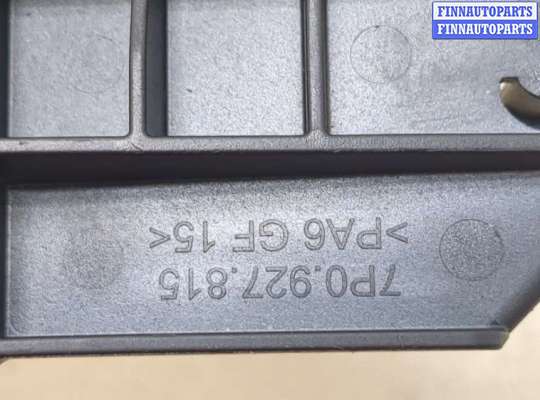 FINNAUTOPARTS
FINNAUTOPARTS
7P0.927.815
>PA6 GF 15<